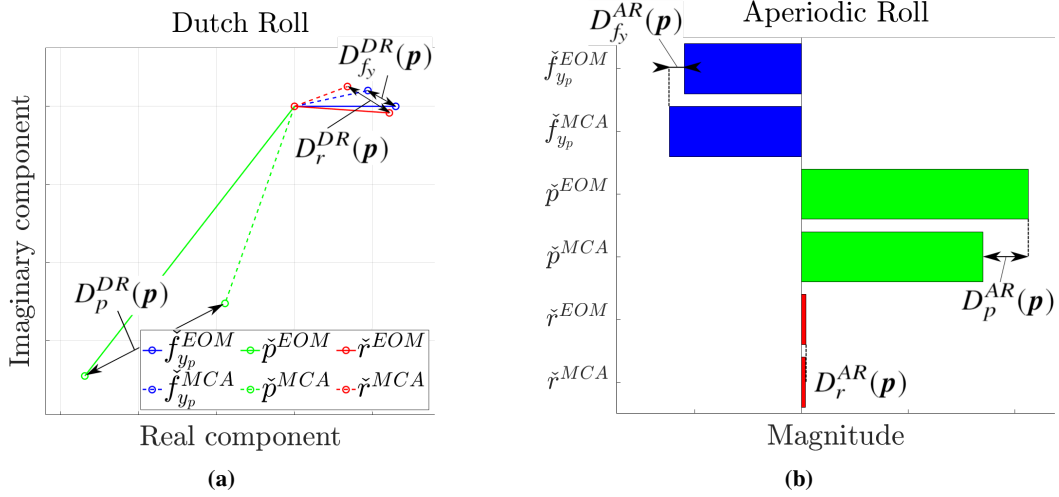 Dutch Roll
D_{f_y}^{DR}(p)
D_r^{DR}(p)
D_p^{DR}(p)
Imaginary component
f̌_{y_p}^{EOM} p̌^{EOM} ř^{EOM}
f̌_{y_p}^{MCA} p̌^{MCA} ř^{MCA}
Real component
(a)
Aperiodic Roll
D_{f_y}^{AR}(p)
f̌_{y_p}^{EOM}
f̌_{y_p}^{MCA}
p̌^{EOM}
p̌^{MCA}
D_p^{AR}(p)
ř^{EOM}
ř^{MCA}
D_r^{AR}(p)
Magnitude
(b)